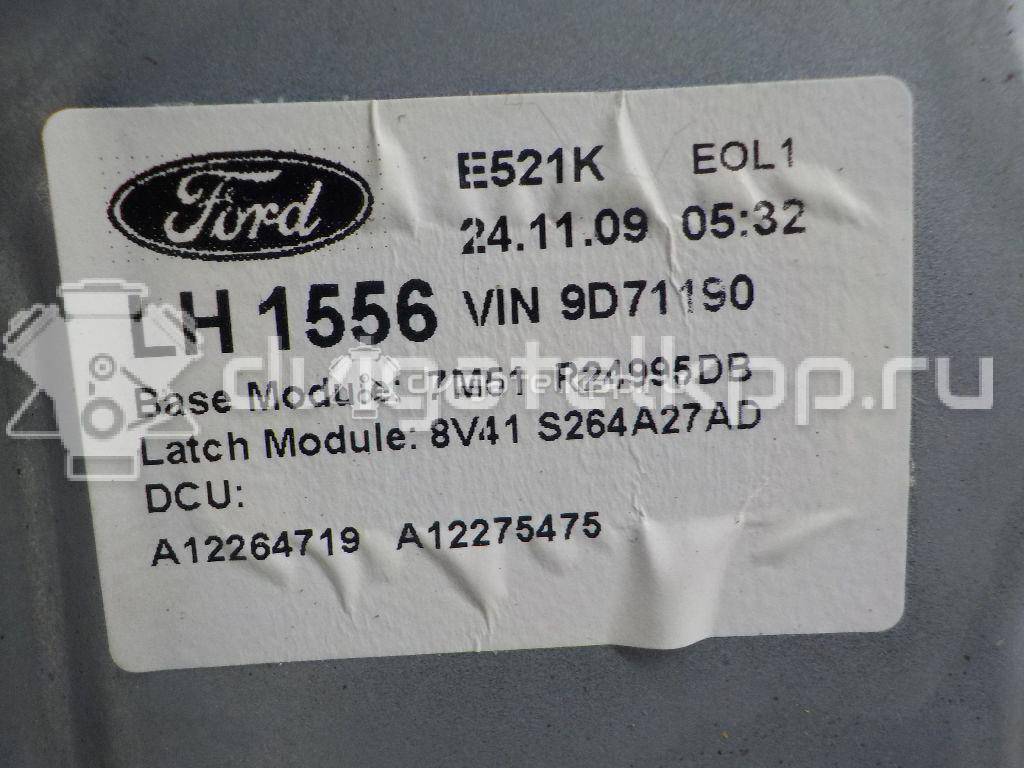 Ford
E521K EOL1
24.11.09 05:32
LH 1556 VIN 9D71190
Base Module: 7M51 R24995DB
Latch Module: 8V41 S264A27AD
DCU:
A12264719 A12275475
dvigatelkpp.ru